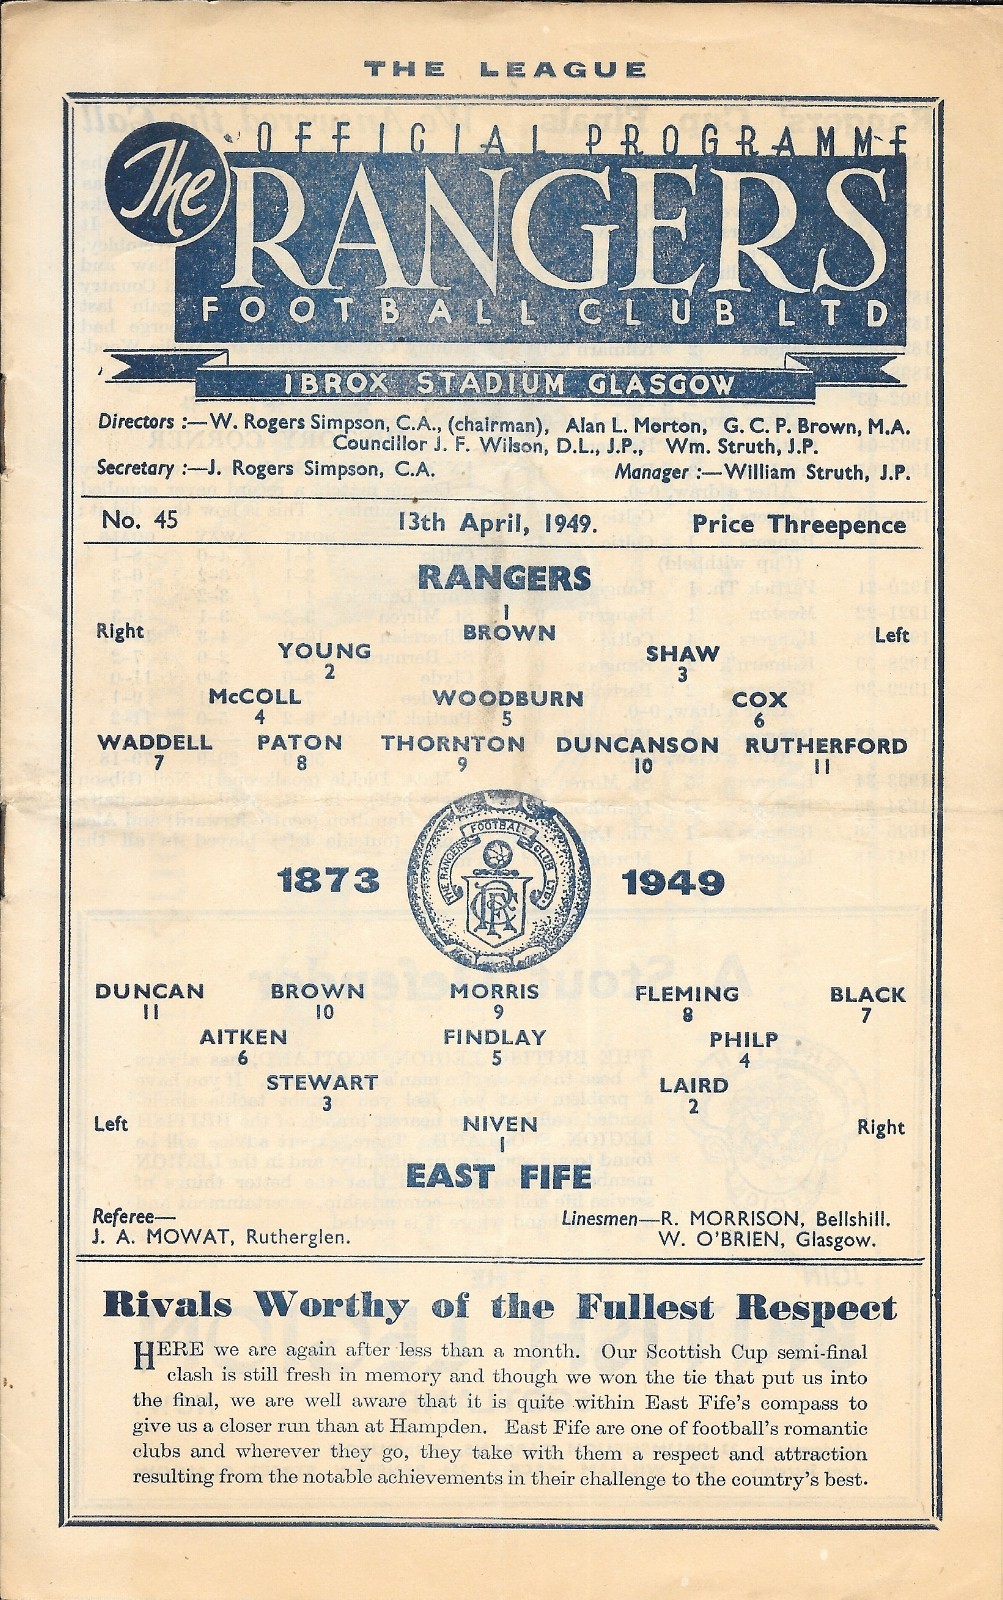 THE LEAGUE
OFFICIAL PROGRAMME
The
RANGERS
FOOTBALL CLUB LTD
IBROX STADIUM GLASGOW
Directors :—W. Rogers Simpson, C.A., (chairman), Alan L. Morton, G. C. P. Brown, M.A.
Councillor J. F. Wilson, D.L., J.P., Wm. Struth, J.P.
Secretary :—J. Rogers Simpson, C.A. Manager :—William Struth, J.P.
No. 45 13th April, 1949. Price Threepence
RANGERS
1
Right BROWN Left
YOUNG SHAW
2 3
McCOLL WOODBURN COX
4 5 6
WADDELL PATON THORNTON DUNCANSON RUTHERFORD
7 8 9 10 11
THE RANGERS FOOTBALL CLUB LTD.
1873 1949
DUNCAN BROWN MORRIS FLEMING BLACK
11 10 9 8 7
AITKEN FINDLAY PHILP
6 5 4
STEWART LAIRD
3 2
Left NIVEN Right
1
EAST FIFE
Referee— Linesmen—R. MORRISON, Bellshill.
J. A. MOWAT, Rutherglen. W. O'BRIEN, Glasgow.
Rivals Worthy of the Fullest Respect
HERE we are again after less than a month. Our Scottish Cup semi-final
clash is still fresh in memory and though we won the tie that put us into
the final, we are well aware that it is quite within East Fife's compass to
give us a closer run than at Hampden. East Fife are one of football's romantic
clubs and wherever they go, they take with them a respect and attraction
resulting from the notable achievements in their challenge to the country's best.